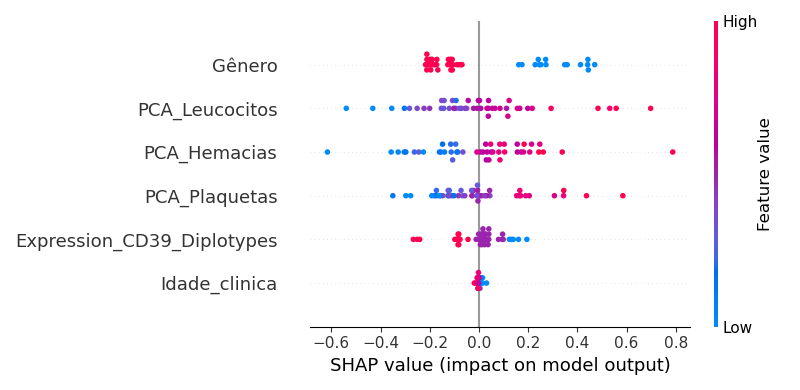 High
Gênero
PCA_Leucocitos
PCA_Hemacias
PCA_Plaquetas
Expression_CD39_Diplotypes
Idade_clinica
Feature value
Low
−0.6 −0.4 −0.2 0.0 0.2 0.4 0.6 0.8
SHAP value (impact on model output)